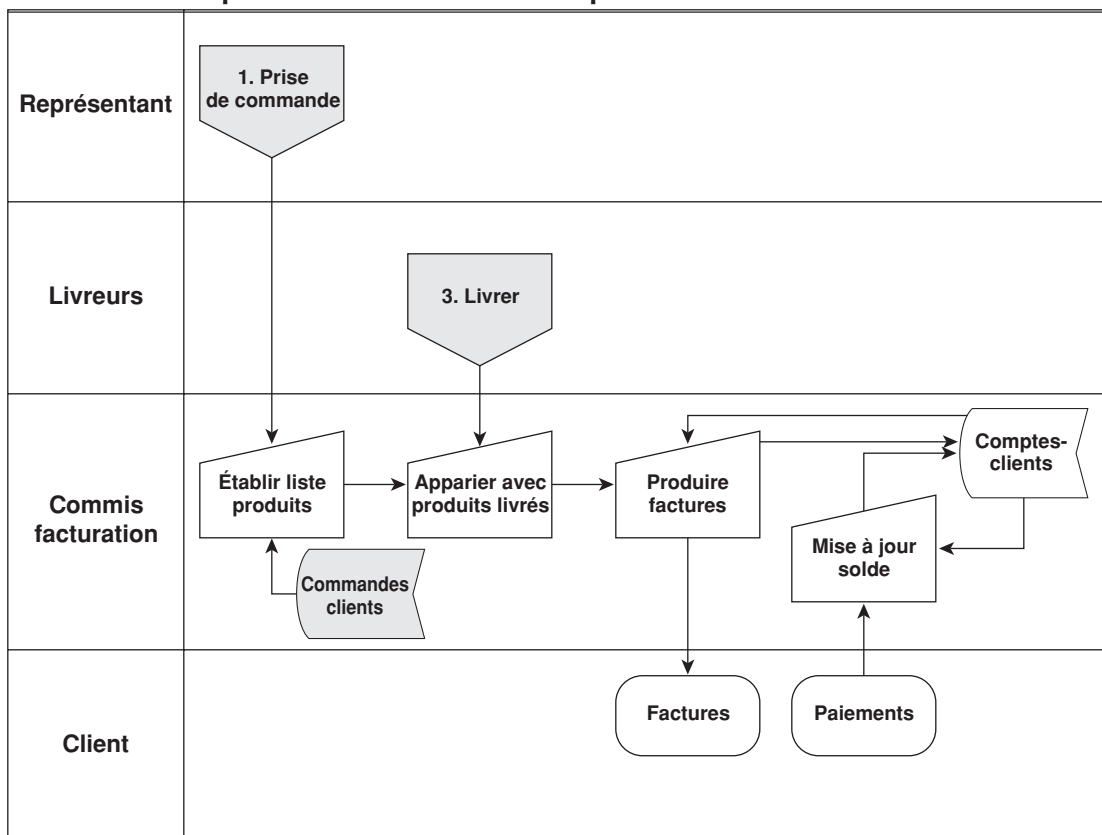 Représentant
1. Prise
de commande
Livreurs
3. Livrer
Commis
facturation
Établir liste
produits
Apparier avec
produits livrés
Produire
factures
Comptes-
clients
Mise à jour
solde
Commandes
clients
Client
Factures
Paiements